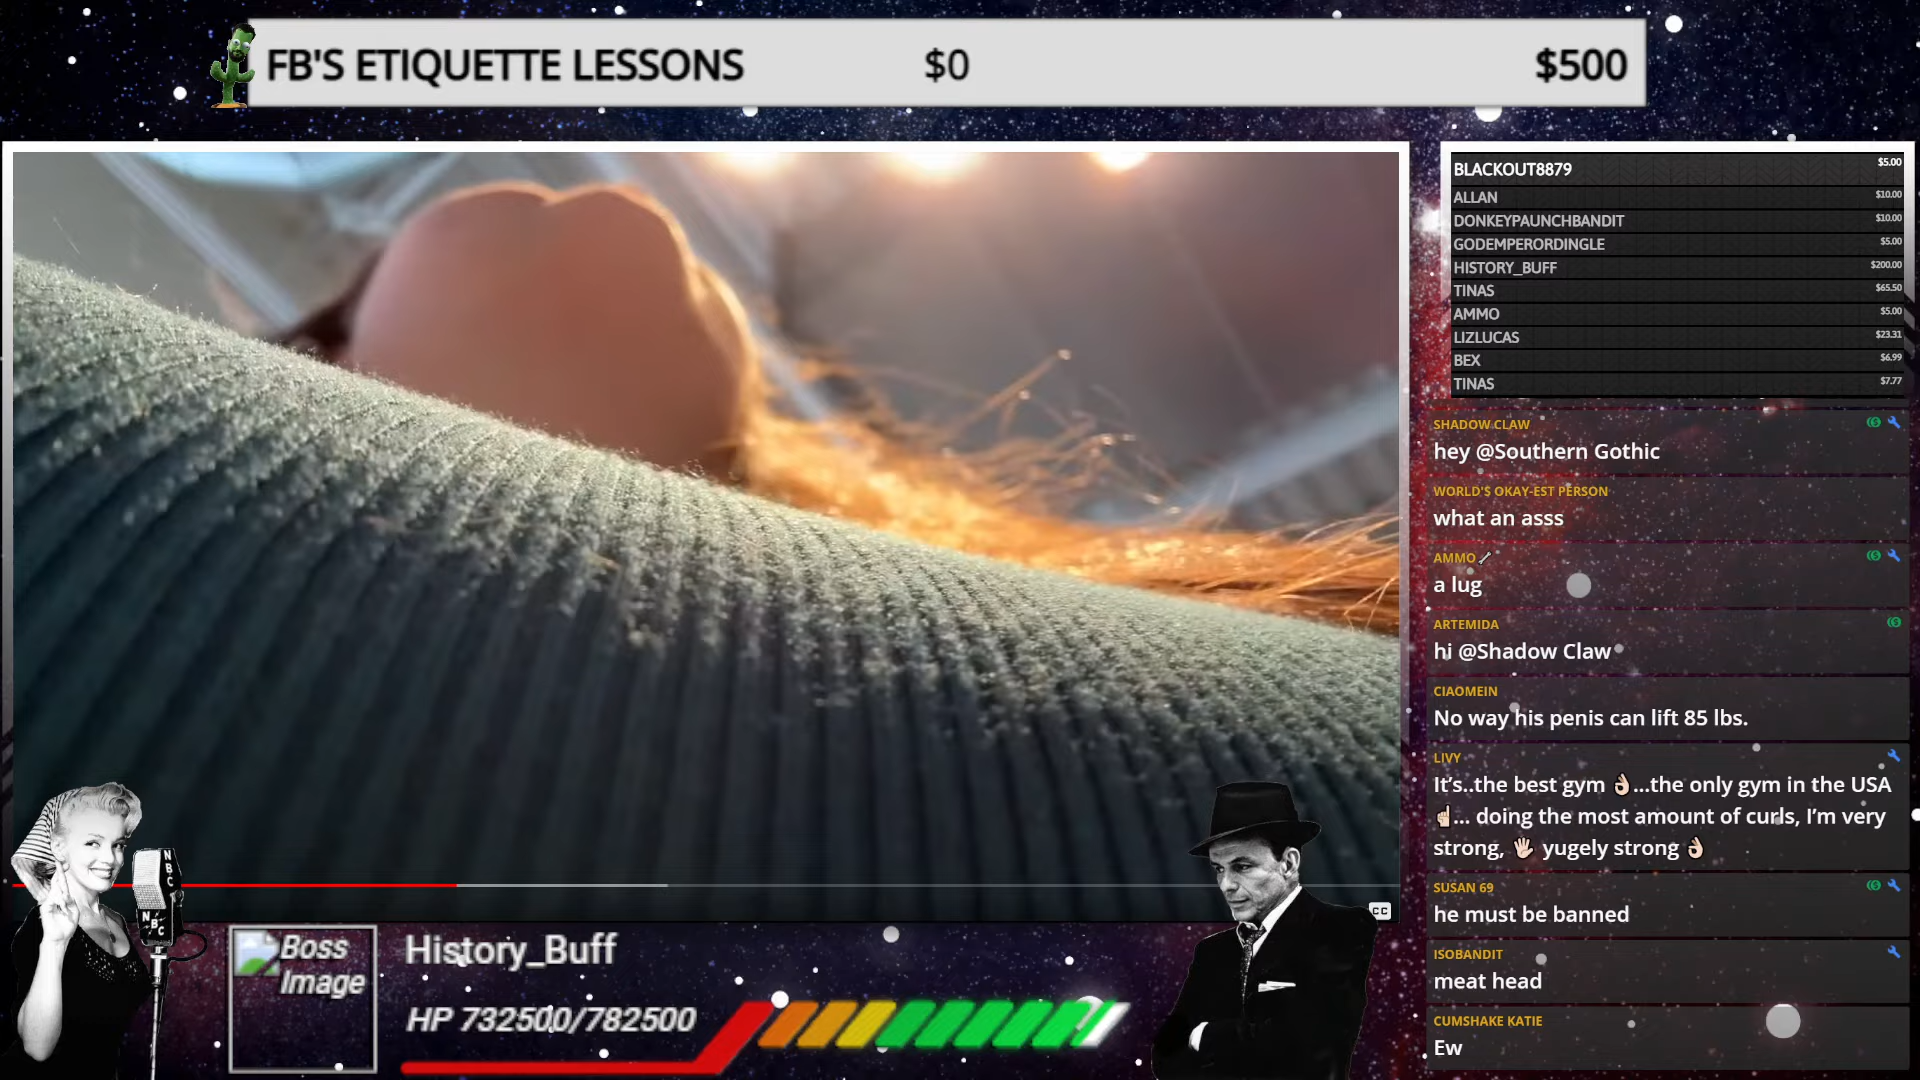 FB'S ETIQUETTE LESSONS $0 $500
BLACKOUT8879 $5.00
ALLAN $10.00
DONKEYPAUNCHBANDIT $10.00
GODEMPERORDINGLE $5.00
HISTORY_BUFF $200.00
TINAS $65.50
AMMO $5.00
LIZLUCAS $23.31
BEX $6.99
TINAS $7.77
SHADOW CLAW
hey @Southern Gothic
WORLD'S OKAY-EST PERSON
what an asss
AMMO
a lug
ARTEMIDA
hi @Shadow Claw
CIAOMEIN
No way his penis can lift 85 lbs.
LIVY
It's..the best gym 👌🏻...the only gym in the USA
☝🏻... doing the most amount of curls, I'm very
strong, 🖐🏻 yugely strong 👌🏻
SUSAN 69
he must be banned
ISOBANDIT
meat head
CUMSHAKE KATIE
Ew
CC
NBC
NBC
Boss
Image
History_Buff
HP 732500/782500